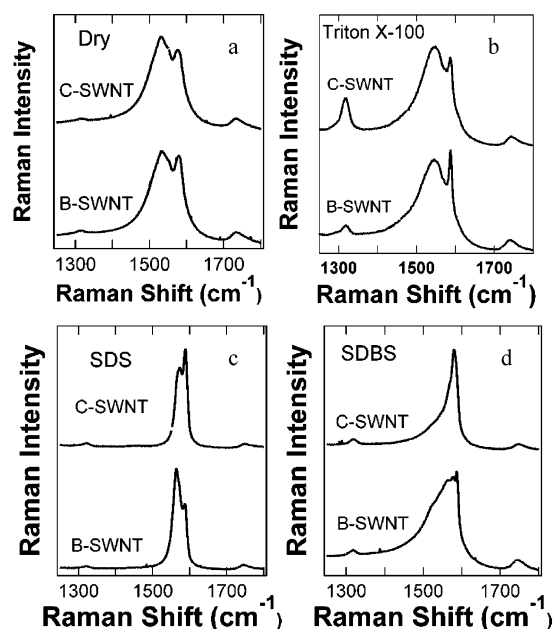 Dry
a
C-SWNT
B-SWNT
Raman Intensity
1300 1500 1700
Raman Shift (cm-1)
Triton X-100
b
C-SWNT
B-SWNT
Raman Intensity
1300 1500 1700
Raman Shift (cm-1)
SDS
c
C-SWNT
B-SWNT
Raman Intensity
1300 1500 1700
Raman Shift (cm-1)
SDBS
d
C-SWNT
B-SWNT
Raman Intensity
1300 1500 1700
Raman Shift (cm-1)